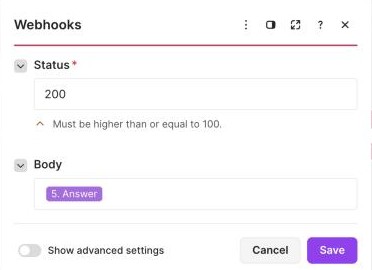 Webhooks
Status *
200
Must be higher than or equal to 100.
Body
5. Answer
Show advanced settings
Cancel
Save